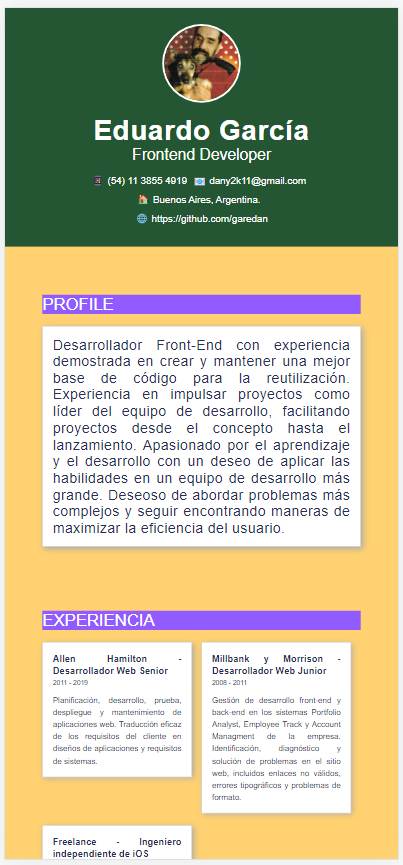 Eduardo García
Frontend Developer
(54) 11 3855 4919 dany2k11@gmail.com
Buenos Aires, Argentina.
https://github.com/garedan
PROFILE
Desarrollador Front-End con experiencia
demostrada en crear y mantener una mejor
base de código para la reutilización.
Experiencia en impulsar proyectos como
líder del equipo de desarrollo, facilitando
proyectos desde el concepto hasta el
lanzamiento. Apasionado por el aprendizaje
y el desarrollo con un deseo de aplicar las
habilidades en un equipo de desarrollo más
grande. Deseoso de abordar problemas más
complejos y seguir encontrando maneras de
maximizar la eficiencia del usuario.
EXPERIENCIA
Allen Hamilton -
Desarrollador Web Senior
2011 - 2019
Planificación, desarrollo, prueba,
despliegue y mantenimiento de
aplicaciones web. Traducción eficaz
de los requisitos del cliente en
diseños de aplicaciones y requisitos
de sistemas.
Millbank y Morrison -
Desarrollador Web Junior
2008 - 2011
Gestión de desarrollo front-end y
back-end en los sistemas Portfolio
Analyst, Employee Track y Account
Managment de la empresa.
Identificación, diagnóstico y
solución de problemas en el sitio
web, incluidos enlaces no válidos,
errores tipográficos y problemas de
formato.
Freelance - Ingeniero
independiente de iOS